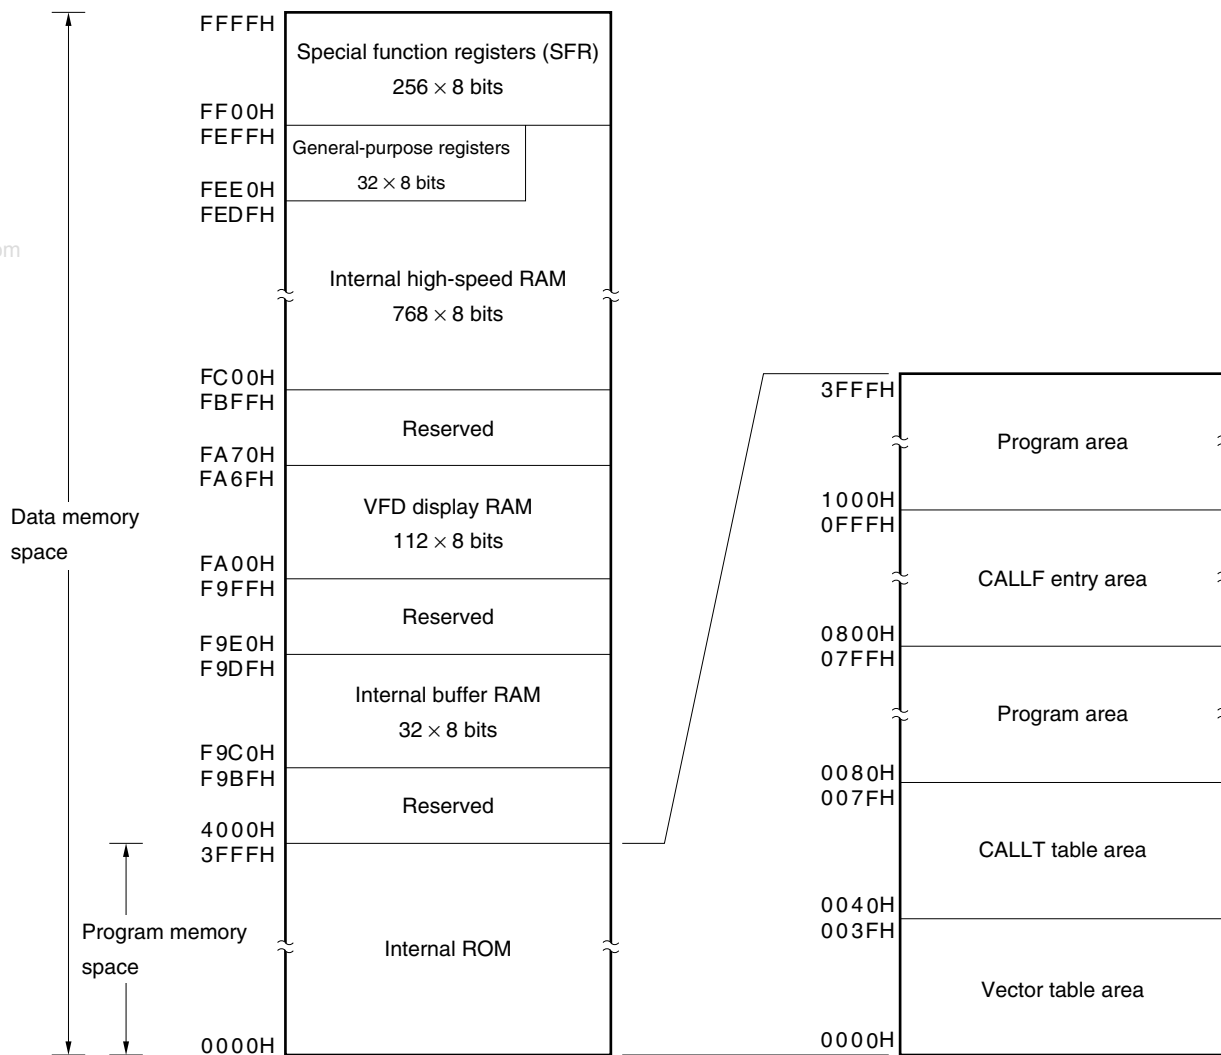 FFFFH
Special function registers (SFR)
256 × 8 bits
FF00H
FEFFH
General-purpose registers
32 × 8 bits
FEE0H
FEDFH
Internal high-speed RAM
768 × 8 bits
FC00H
FBFFH
Reserved
FA70H
FA6FH
VFD display RAM
112 × 8 bits
FA00H
F9FFH
Reserved
F9E0H
F9DFH
Internal buffer RAM
32 × 8 bits
F9C0H
F9BFH
Reserved
4000H
3FFFH
Internal ROM
0000H
Data memory
space
Program memory
space
3FFFH
Program area
1000H
0FFFH
CALLF entry area
0800H
07FFH
Program area
0080H
007FH
CALLT table area
0040H
003FH
Vector table area
0000H